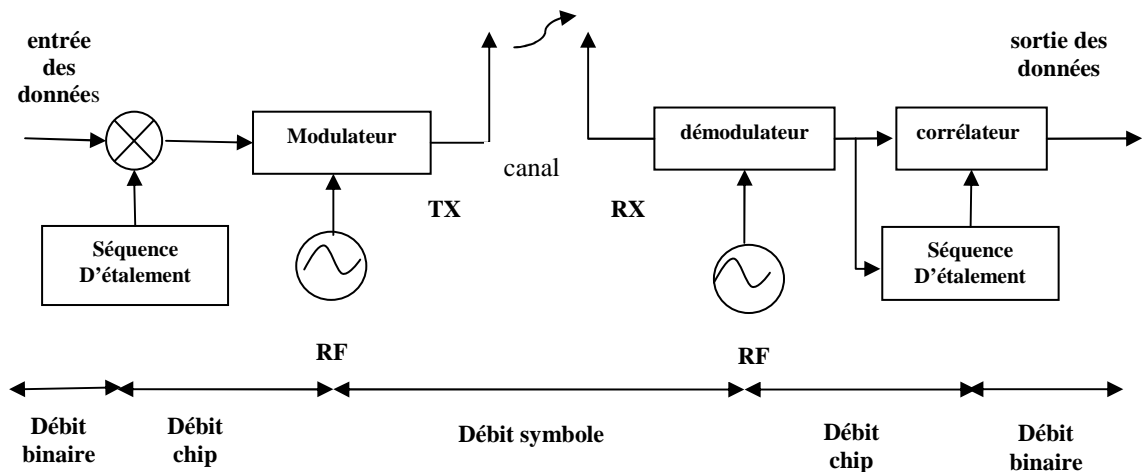 entrée
des
données
sortie des
données
Modulateur
démodulateur
corrélateur
canal
TX
RX
Séquence
D'étalement
Séquence
D'étalement
RF
RF
Débit
binaire
Débit
chip
Débit symbole
Débit
chip
Débit
binaire